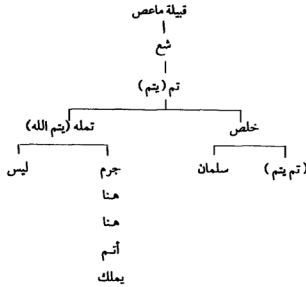 قبيلة ماعص
شع
تم (يتم)
خلص تمله (يتم الله)
(تم يتم) سلمان جرم ليس
هنا
هنا
أتم
يملك